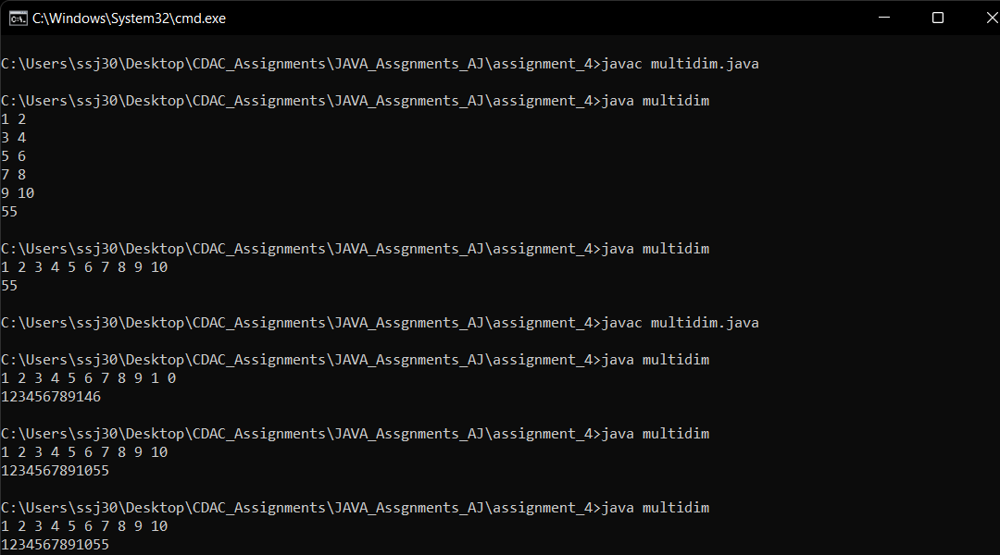 C:\Windows\System32\cmd.exe
C:\Users\ssj30\Desktop\CDAC_Assignments\JAVA_Assgnments_AJ\assignment_4>javac multidim.java
C:\Users\ssj30\Desktop\CDAC_Assignments\JAVA_Assgnments_AJ\assignment_4>java multidim
1 2
3 4
5 6
7 8
9 10
55
C:\Users\ssj30\Desktop\CDAC_Assignments\JAVA_Assgnments_AJ\assignment_4>java multidim
1 2 3 4 5 6 7 8 9 10
55
C:\Users\ssj30\Desktop\CDAC_Assignments\JAVA_Assgnments_AJ\assignment_4>javac multidim.java
C:\Users\ssj30\Desktop\CDAC_Assignments\JAVA_Assgnments_AJ\assignment_4>java multidim
1 2 3 4 5 6 7 8 9 1 0
123456789146
C:\Users\ssj30\Desktop\CDAC_Assignments\JAVA_Assgnments_AJ\assignment_4>java multidim
1 2 3 4 5 6 7 8 9 10
1234567891055
C:\Users\ssj30\Desktop\CDAC_Assignments\JAVA_Assgnments_AJ\assignment_4>java multidim
1 2 3 4 5 6 7 8 9 10
1234567891055